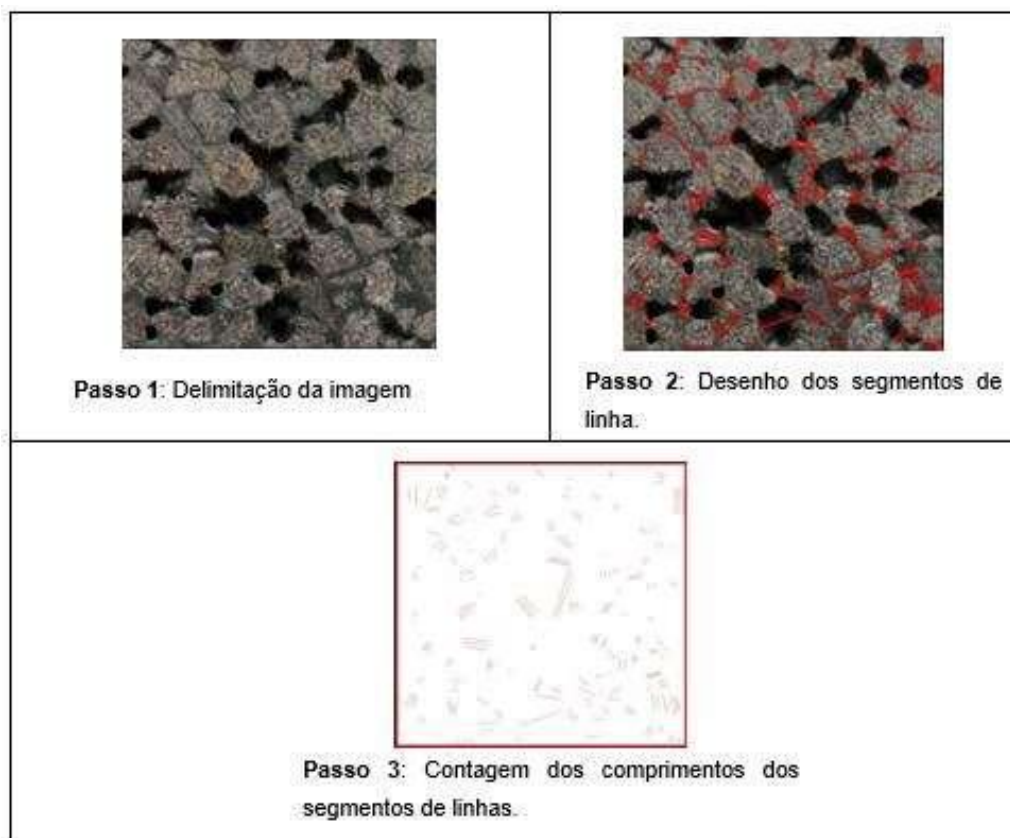 Passo 1: Delimitação da imagem
Passo 2: Desenho dos segmentos de
linha.
Passo 3: Contagem dos comprimentos dos
segmentos de linhas.